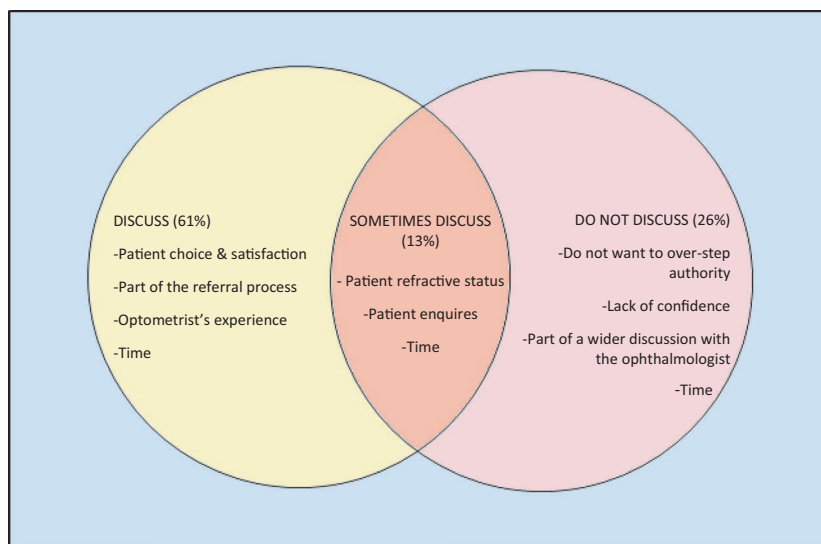 DISCUSS (61%)
-Patient choice & satisfaction
-Part of the referral process
-Optometrist's experience
-Time
SOMETIMES DISCUSS
(13%)
- Patient refractive status
-Patient enquires
-Time
DO NOT DISCUSS (26%)
-Do not want to over-step
authority
-Lack of confidence
-Part of a wider discussion with
the ophthalmologist
-Time